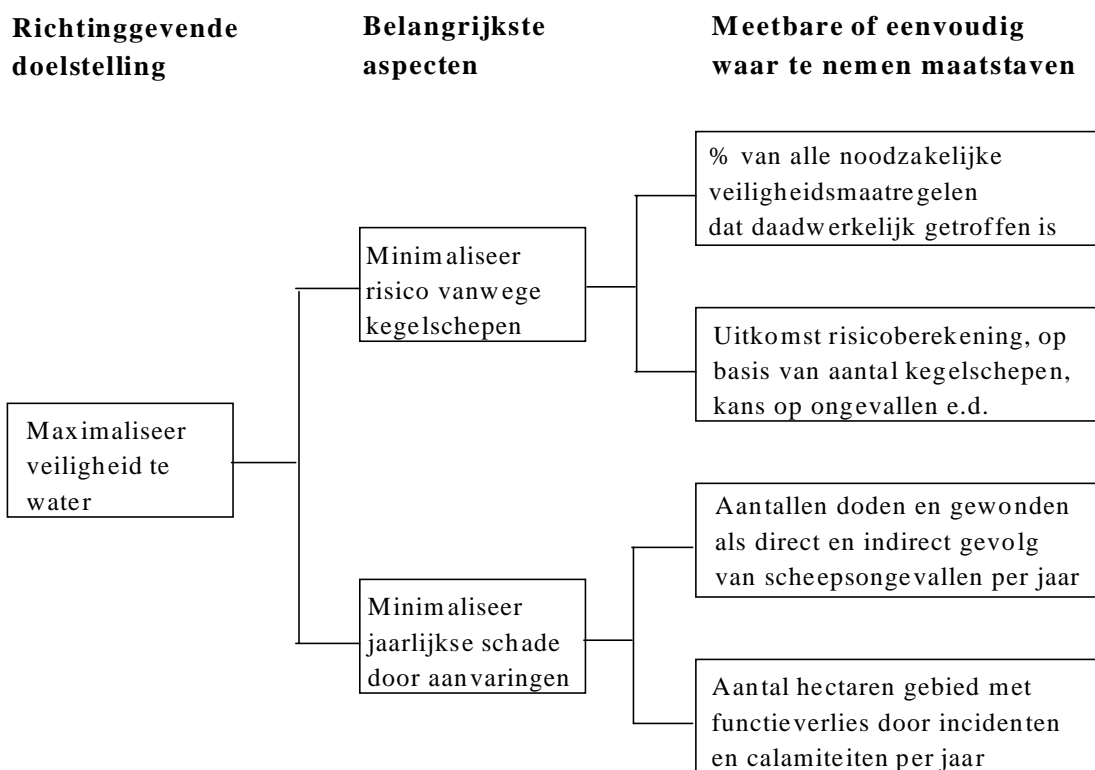 Richtinggevende
doelstelling
Belangrijkste
aspecten
Meetbare of eenvoudig
waar te nemen maatstaven
Maximaliseer
veiligheid te
water
Minimaliseer
risico vanwege
kegelschepen
Minimaliseer
jaarlijkse schade
door aanvaringen
% van alle noodzakelijke
veiligheidsmaatregelen
dat daadwerkelijk getroffen is
Uitkomst risicoberekening, op
basis van aantal kegelschepen,
kans op ongevallen e.d.
Aantallen doden en gewonden
als direct en indirect gevolg
van scheepsongevallen per jaar
Aantal hectaren gebied met
functieverlies door incidenten
en calamiteiten per jaar